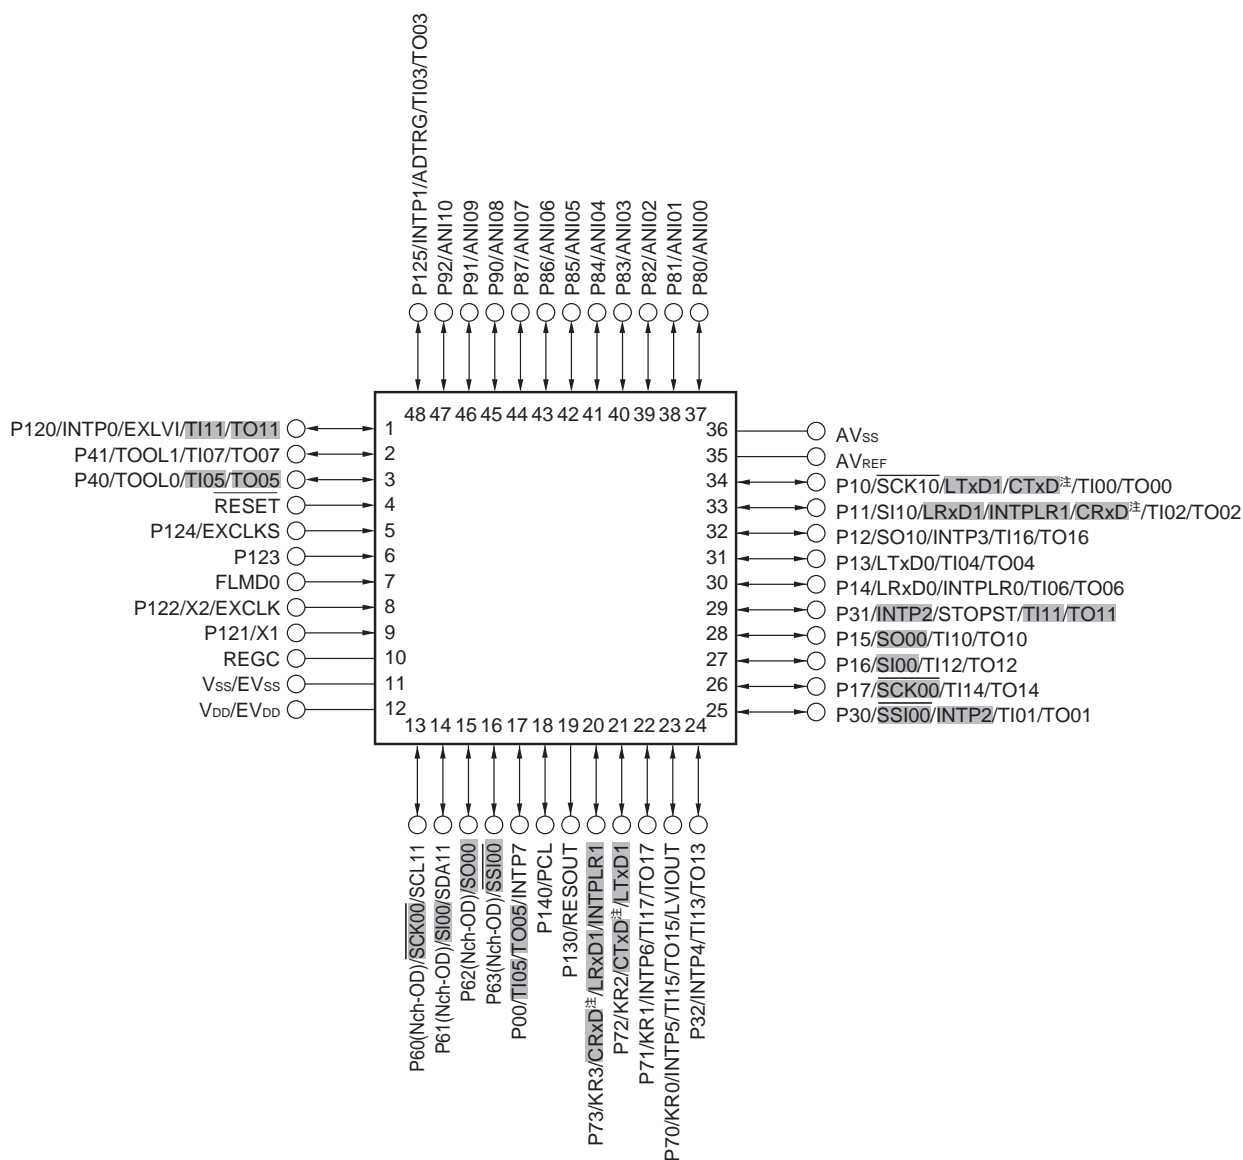 P125/INTP1/ADTRG/TI03/TO03
P92/ANI10
P91/ANI09
P90/ANI08
P87/ANI07
P86/ANI06
P85/ANI05
P84/ANI04
P83/ANI03
P82/ANI02
P81/ANI01
P80/ANI00
48 47 46 45 44 43 42 41 40 39 38 37
P120/INTP0/EXLVI/TI11/TO11 1
P41/TOOL1/TI07/TO07 2
P40/TOOL0/TI05/TO05 3
RESET 4
P124/EXCLKS 5
P123 6
FLMD0 7
P122/X2/EXCLK 8
P121/X1 9
REGC 10
VSS/EVSS 11
VDD/EVDD 12
36 AVSS
35 AVREF
34 P10/SCK10/LTxD1/CTxD注/TI00/TO00
33 P11/SI10/LRxD1/INTPLR1/CRxD注/TI02/TO02
32 P12/SO10/INTP3/TI16/TO16
31 P13/LTxD0/TI04/TO04
30 P14/LRxD0/INTPLR0/TI06/TO06
29 P31/INTP2/STOPST/TI11/TO11
28 P15/SO00/TI10/TO10
27 P16/SI00/TI12/TO12
26 P17/SCK00/TI14/TO14
25 P30/SSI00/INTP2/TI01/TO01
13 14 15 16 17 18 19 20 21 22 23 24
P60(Nch-OD)/SCK00/SCL11
P61(Nch-OD)/SI00/SDA11
P62(Nch-OD)/SO00
P63(Nch-OD)/SSI00
P00/TI05/TO05/INTP7
P140/PCL
P130/RESOUT
P73/KR3/CRxD注/LRxD1/INTPLR1
P72/KR2/CTxD注/LTxD1
P71/KR1/INTP6/TI17/TO17
P70/KR0/INTP5/TI15/TO15/LVIOUT
P32/INTP4/TI13/TO13